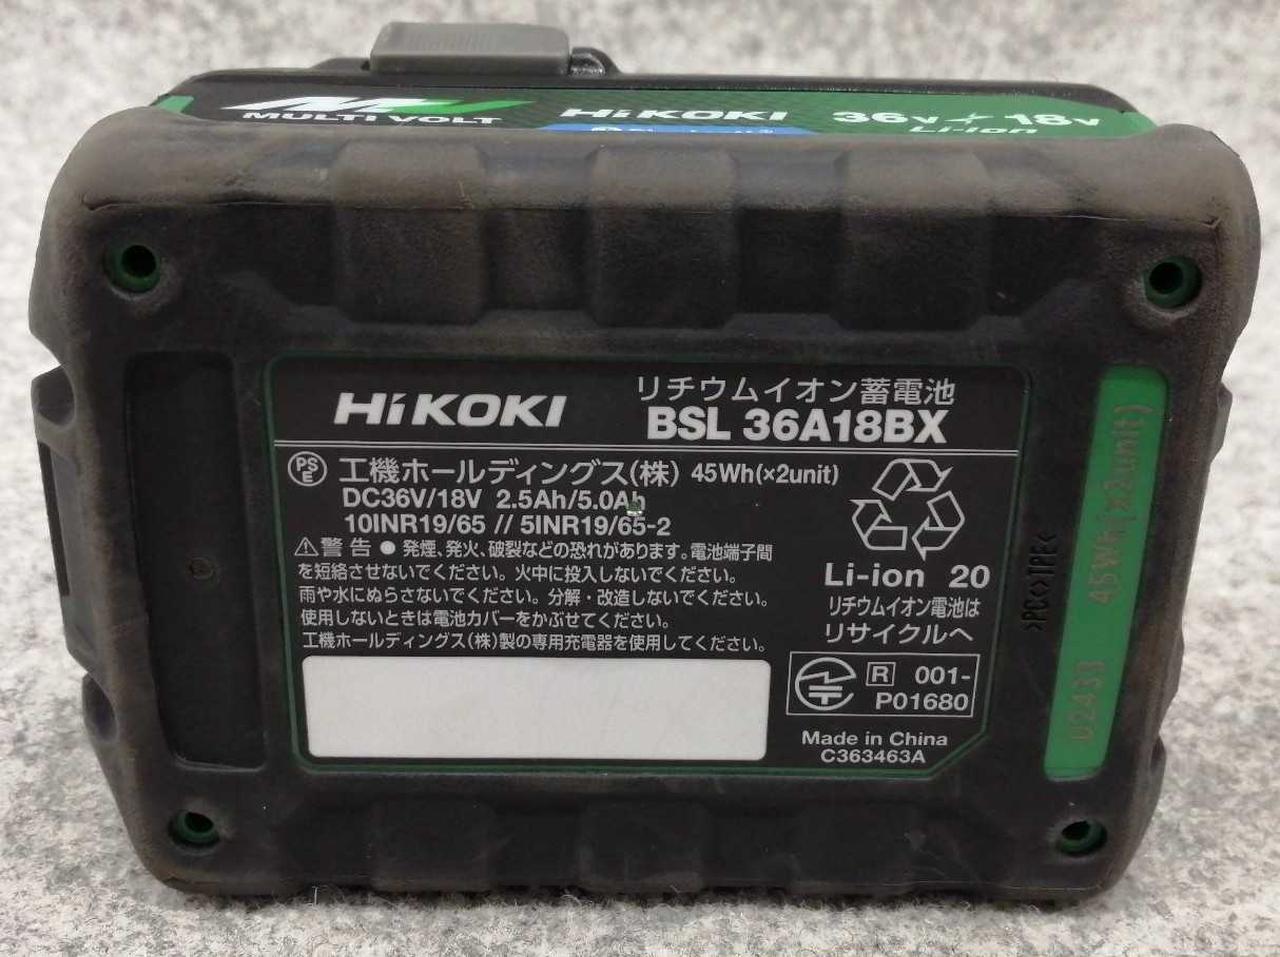 MULTI VOLT HiKOKI 36V 18V
Li-ion
HiKOKI
リチウムイオン蓄電池
BSL 36A18BX
PSE 工機ホールディングス(株) 45Wh(×2unit)
DC36V/18V 2.5Ah/5.0Ah
10INR19/65 // 5INR19/65-2
⚠警告 ● 発煙、発火、破裂などの恐れがあります。電池端子間
を短絡させないでください。火中に投入しないでください。
雨や水にぬらさないでください。分解・改造しないでください。
使用しないときは電池カバーをかぶせてください。
工機ホールディングス(株)製の専用充電器を使用してください。
Li-ion 20
リチウムイオン電池は
リサイクルへ
R 001-
P01680
Made in China
C363463A
>PC<>TPE<
45Wh(×2unit)